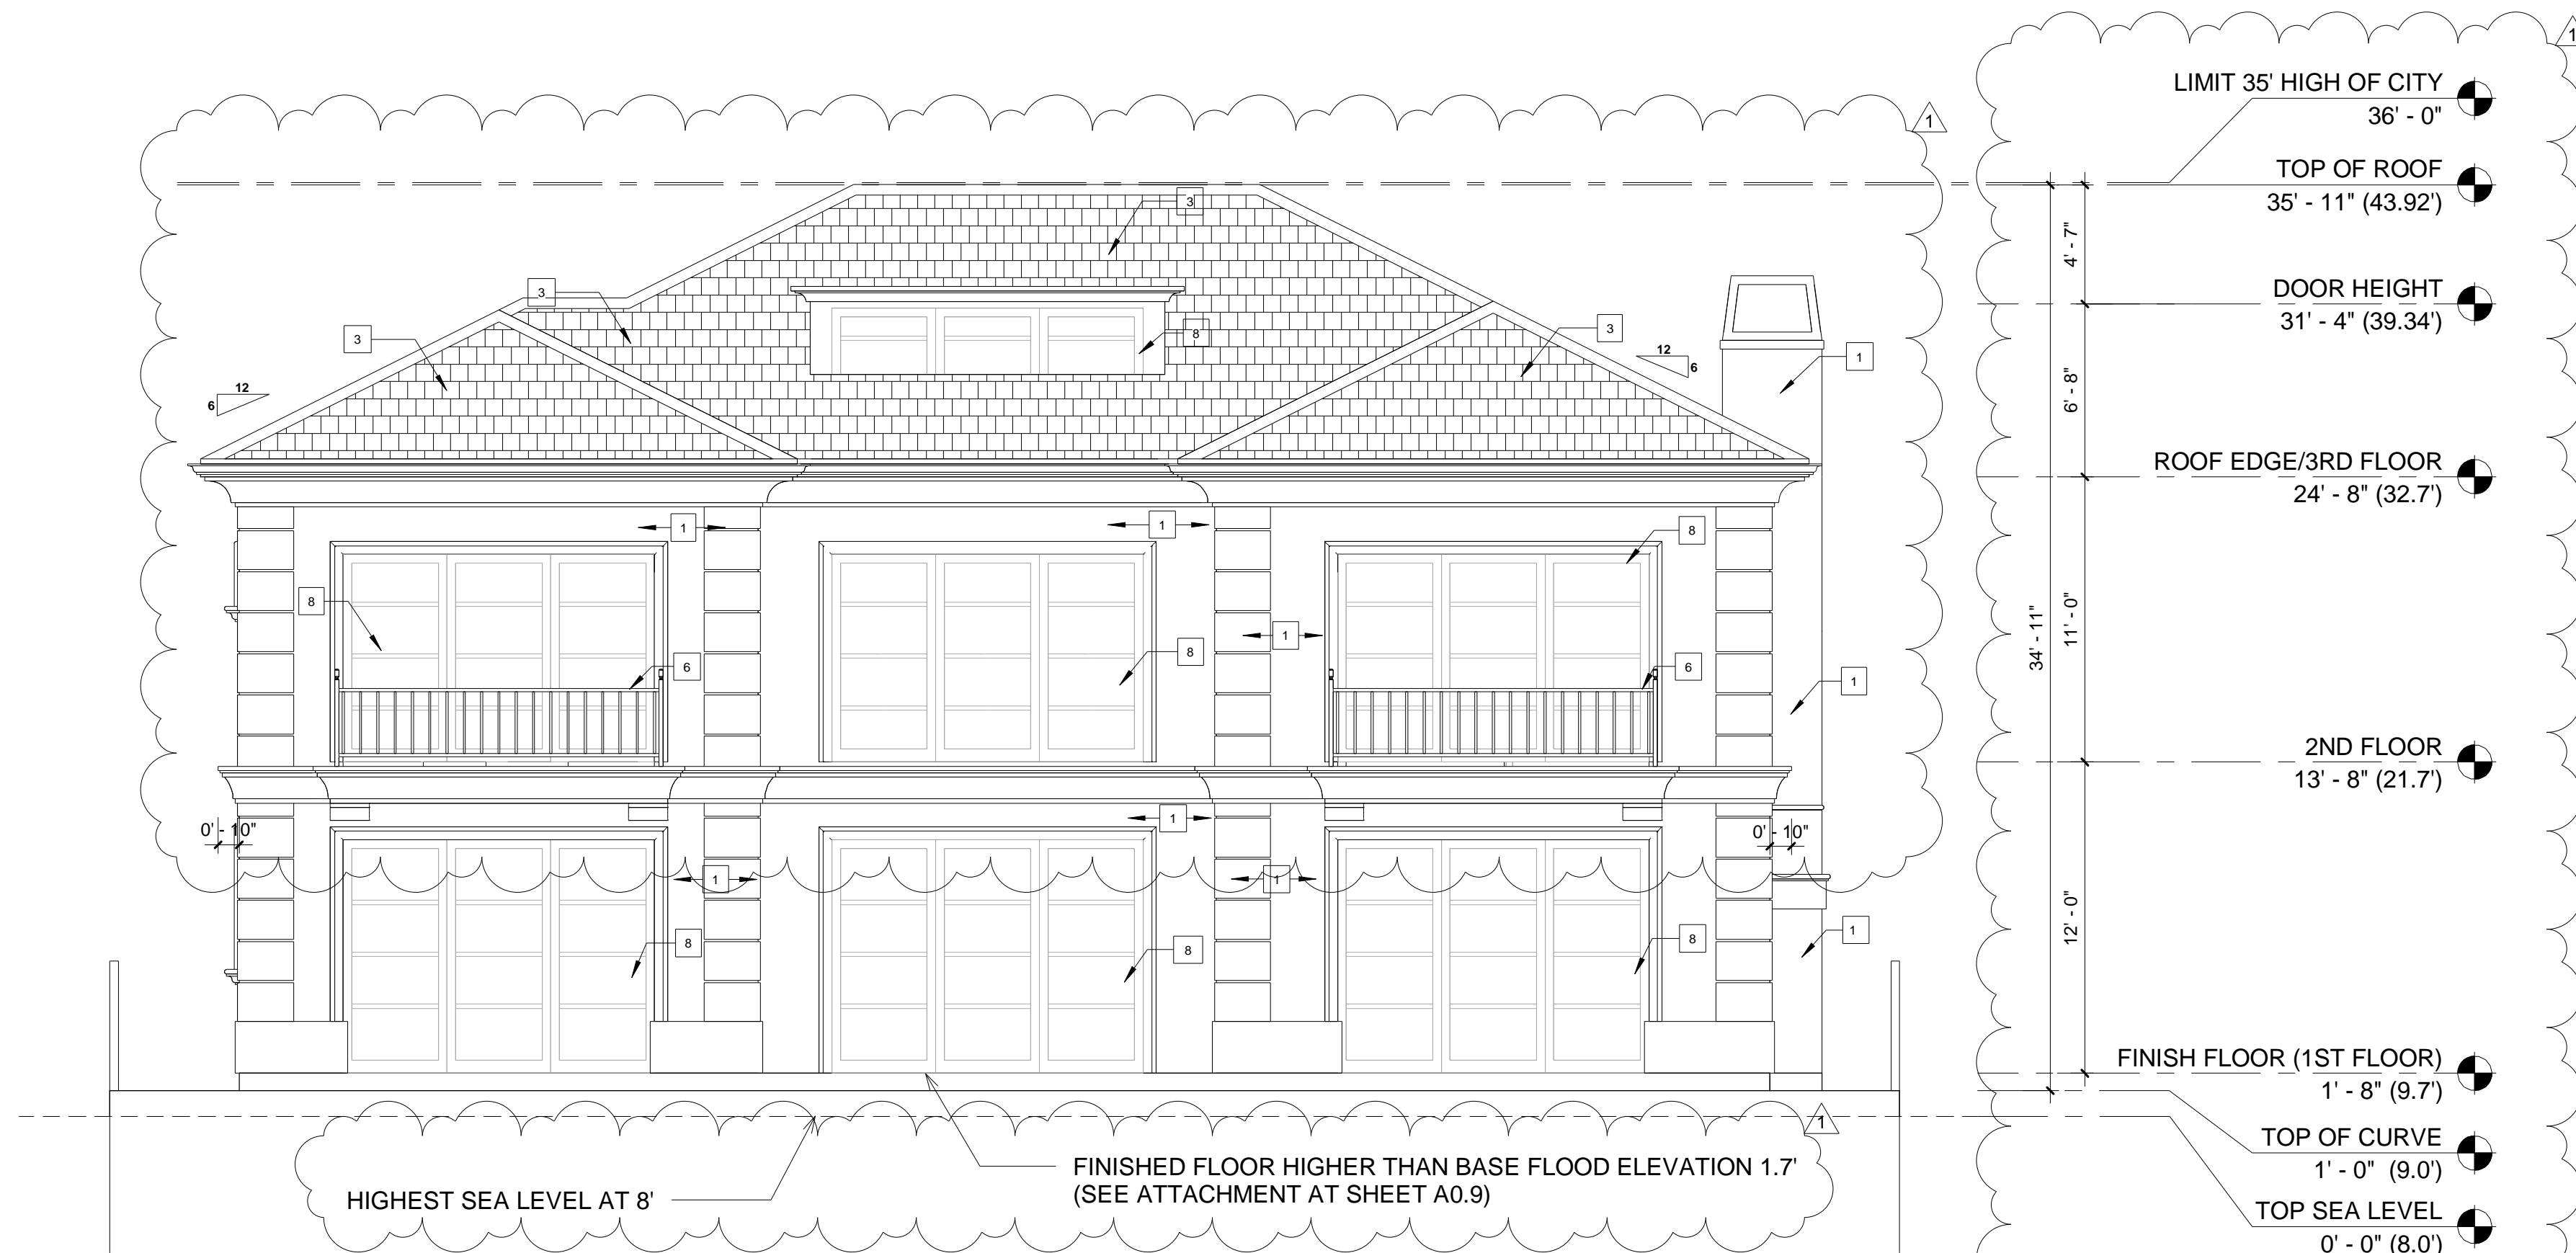 1
LIMIT 35' HIGH OF CITY
36' - 0"
1
TOP OF ROOF
35' - 11" (43.92')
3
4' - 7"
3
DOOR HEIGHT
31' - 4" (39.34')
3
8
3
12
6
1
12
6
6' - 8"
ROOF EDGE/3RD FLOOR
24' - 8" (32.7')
1
1
8
8
1
8
6
6
1
34' - 11"
11' - 0"
2ND FLOOR
13' - 8" (21.7')
1
0' - 10"
0' - 10"
1
1
8
8
8
1
12' - 0"
FINISH FLOOR (1ST FLOOR)
1' - 8" (9.7')
1
TOP OF CURVE
1' - 0" (9.0')
FINISHED FLOOR HIGHER THAN BASE FLOOD ELEVATION 1.7'
(SEE ATTACHMENT AT SHEET A0.9)
HIGHEST SEA LEVEL AT 8'
TOP SEA LEVEL
0' - 0" (8.0')